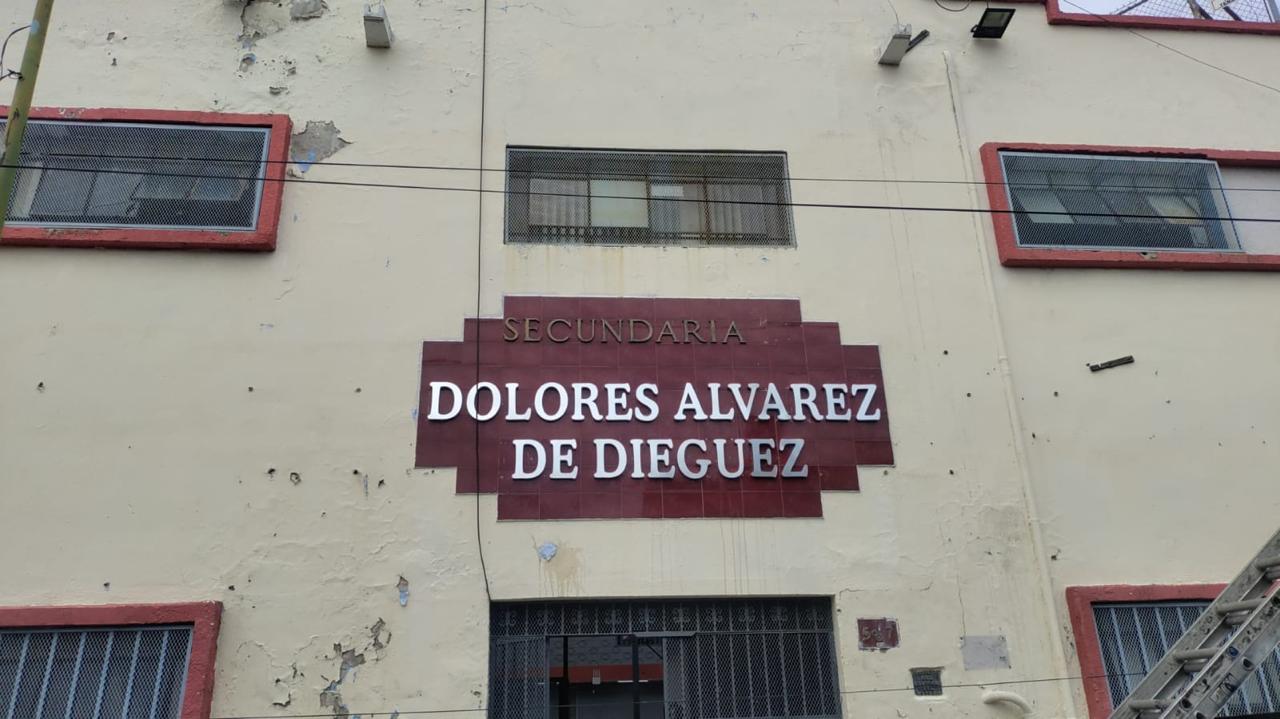 SECUNDARIA
DOLORES ALVAREZ
DE DIEGUEZ